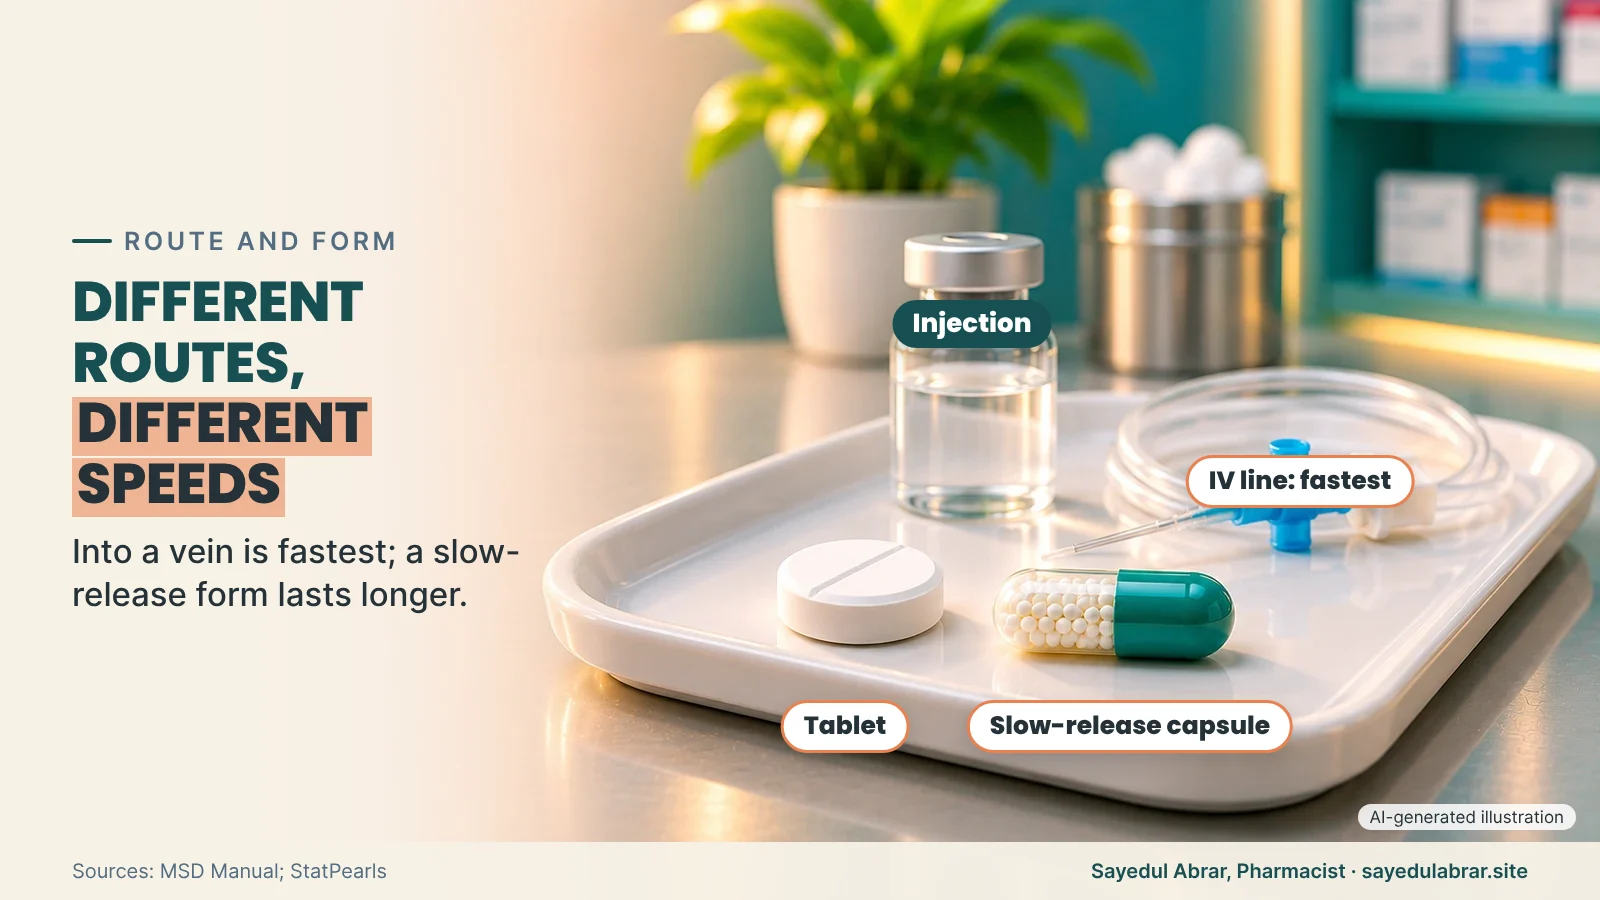 ROUTE AND FORM
DIFFERENT
ROUTES,
DIFFERENT
SPEEDS
Into a vein is fastest; a slow-
release form lasts longer.
Injection
IV line: fastest
Tablet
Slow-release capsule
AI-generated illustration
Sources: MSD Manual; StatPearls
Sayedul Abrar, Pharmacist · sayedulabrar.site